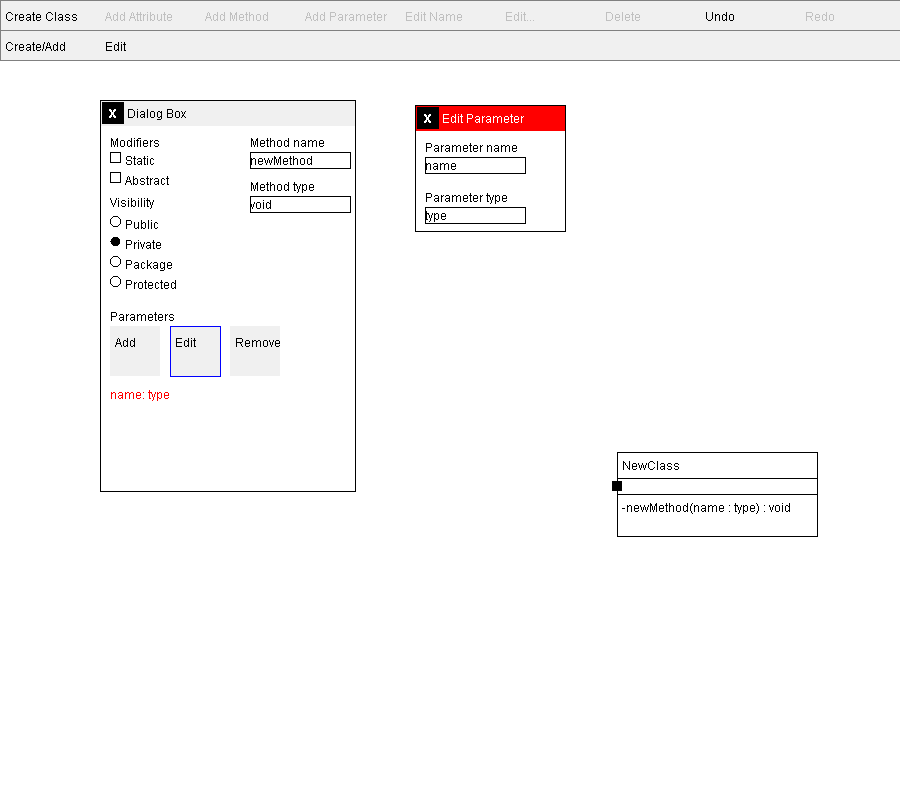 Create Class Add Attribute Add Method Add Parameter Edit Name Edit... Delete Undo Redo
Create/Add Edit
X Dialog Box
Modifiers
Static
Abstract
Visibility
Public
Private
Package
Protected
Method name
newMethod
Method type
void
Parameters
Add Edit Remove
name: type
X Edit Parameter
Parameter name
name
Parameter type
type
NewClass
-newMethod(name : type) : void